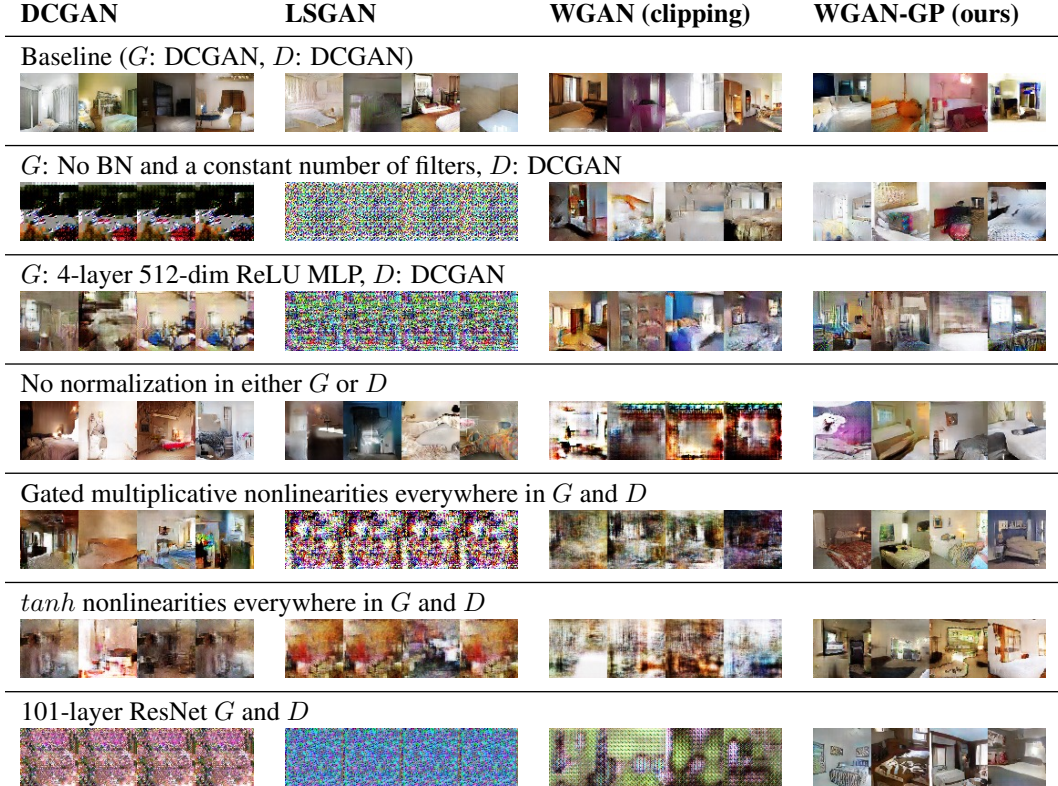 DCGAN LSGAN WGAN (clipping) WGAN-GP (ours)
Baseline (G: DCGAN, D: DCGAN)
G: No BN and a constant number of filters, D: DCGAN
G: 4-layer 512-dim ReLU MLP, D: DCGAN
No normalization in either G or D
Gated multiplicative nonlinearities everywhere in G and D
tanh nonlinearities everywhere in G and D
101-layer ResNet G and D